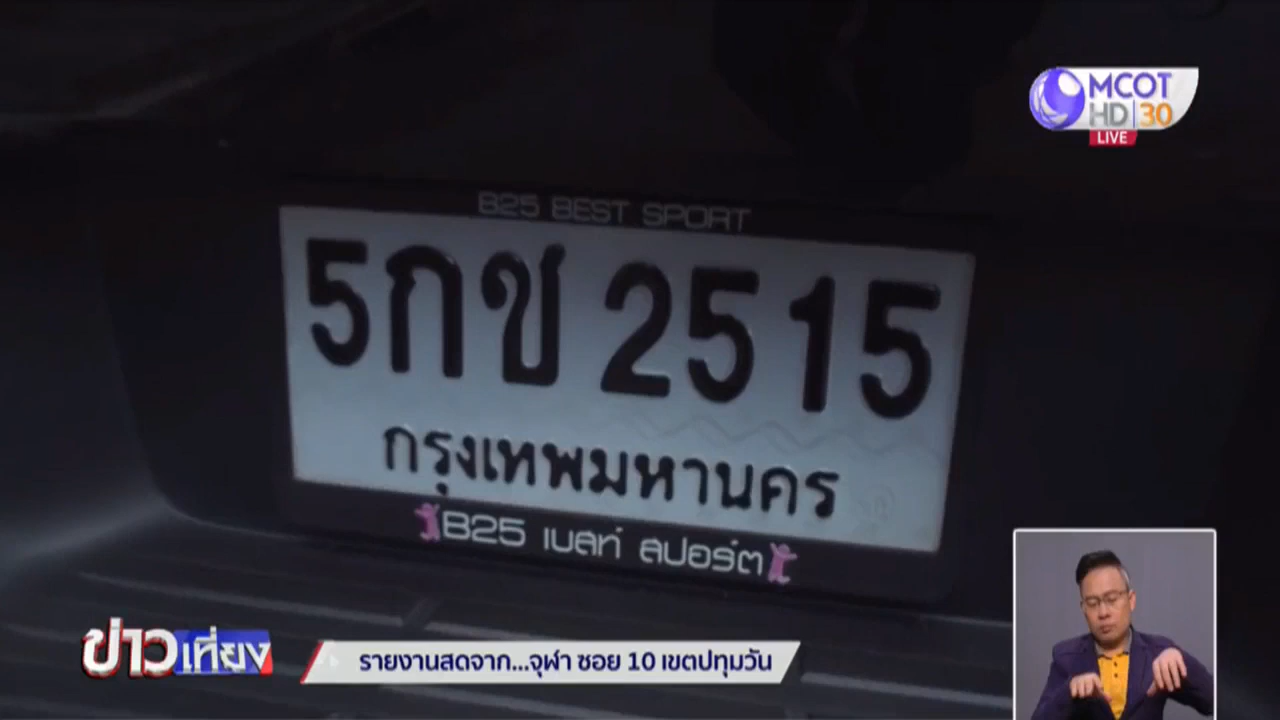 MCOT
HD 30
LIVE
B25 BEST SPORT
5กช 2515
กรุงเทพมหานคร
B25 เบสท์ สปอร์ต
ข่าวเที่ยง
รายงานสดจาก...จุฬา ซอย 10 เขตปทุมวัน